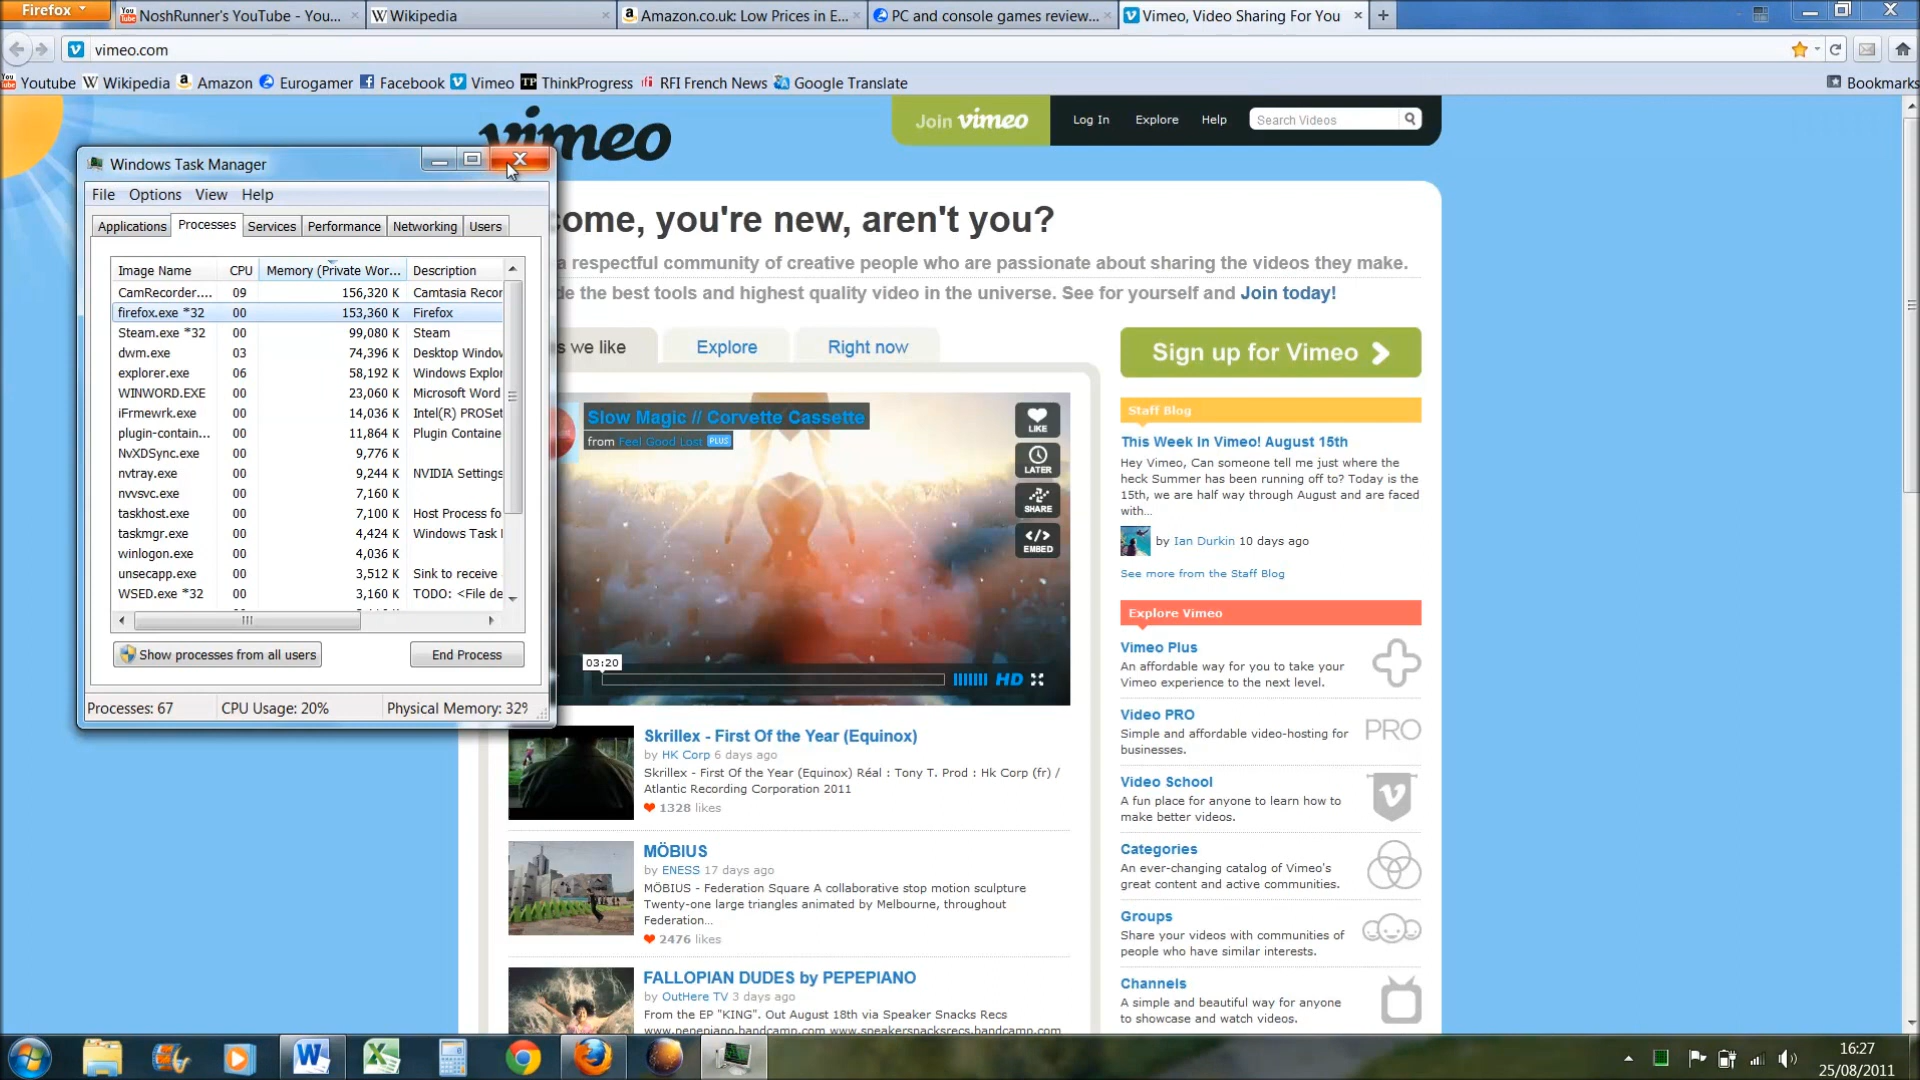 Firefox
NoshRunner's YouTube - You...
Wikipedia
Amazon.co.uk: Low Prices in E...
PC and console games review...
Vimeo, Video Sharing For You
vimeo.com
Youtube
Wikipedia
Amazon
Eurogamer
Facebook
Vimeo
ThinkProgress
RFI French News
Google Translate
Bookmarks
vimeo
Join vimeo
Log In
Explore
Help
Search Videos
Windows Task Manager
File Options View Help
Applications Processes Services Performance Networking Users
Image Name CPU Memory (Private Wor... Description
CamRecorder.... 09 156,320 K Camtasia Recor
firefox.exe *32 00 153,360 K Firefox
Steam.exe *32 00 99,080 K Steam
dwm.exe 03 74,396 K Desktop Window
explorer.exe 06 58,192 K Windows Explor
WINWORD.EXE 00 23,060 K Microsoft Word
iFrmewrk.exe 00 14,036 K Intel(R) PROSet
plugin-contain... 00 11,864 K Plugin Containe
NvXDSync.exe 00 9,776 K
nvtray.exe 00 9,244 K NVIDIA Settings
nvvsvc.exe 00 7,160 K
taskhost.exe 00 7,100 K Host Process fo
taskmgr.exe 00 4,424 K Windows Task
winlogon.exe 00 4,036 K
unsecapp.exe 00 3,512 K Sink to receive
WSED.exe *32 00 3,160 K TODO: <File de
Show processes from all users
End Process
Processes: 67 CPU Usage: 20% Physical Memory: 32%
come, you're new, aren't you?
a respectful community of creative people who are passionate about sharing the videos they make.
de the best tools and highest quality video in the universe. See for yourself and Join today!
s we like
Explore
Right now
Slow Magic // Corvette Cassette
from Feel Good Lost PLUS
LIKE
LATER
SHARE
EMBED
03:20
HD
Skrillex - First Of the Year (Equinox)
by HK Corp 6 days ago
Skrillex - First Of the Year (Equinox) Réal : Tony T. Prod : Hk Corp (fr) /
Atlantic Recording Corporation 2011
1328 likes
MÖBIUS
by ENESS 17 days ago
MÖBIUS - Federation Square A collaborative stop motion sculpture
Twenty-one large triangles animated by Melbourne, throughout
Federation...
2476 likes
FALLOPIAN DUDES by PEPEPIANO
by OutHere TV 3 days ago
From the EP "KING". Out August 18th via Speaker Snacks Recs
www.pepepiano.bandcamp.com www.speakersnacksrecs.bandcamp.com
Sign up for Vimeo
Staff Blog
This Week In Vimeo! August 15th
Hey Vimeo, Can someone tell me just where the
heck Summer has been running off to? Today is the
15th, we are half way through August and are faced
with...
by Ian Durkin 10 days ago
See more from the Staff Blog
Explore Vimeo
Vimeo Plus
An affordable way for you to take your
Vimeo experience to the next level.
Video PRO
Simple and affordable video-hosting for
businesses.
PRO
Video School
A fun place for anyone to learn how to
make better videos.
Categories
An ever-changing catalog of Vimeo's
great content and active communities.
Groups
Share your videos with communities of
people who have similar interests.
Channels
A simple and beautiful way for anyone
to showcase and watch videos.
16:27
25/08/2011